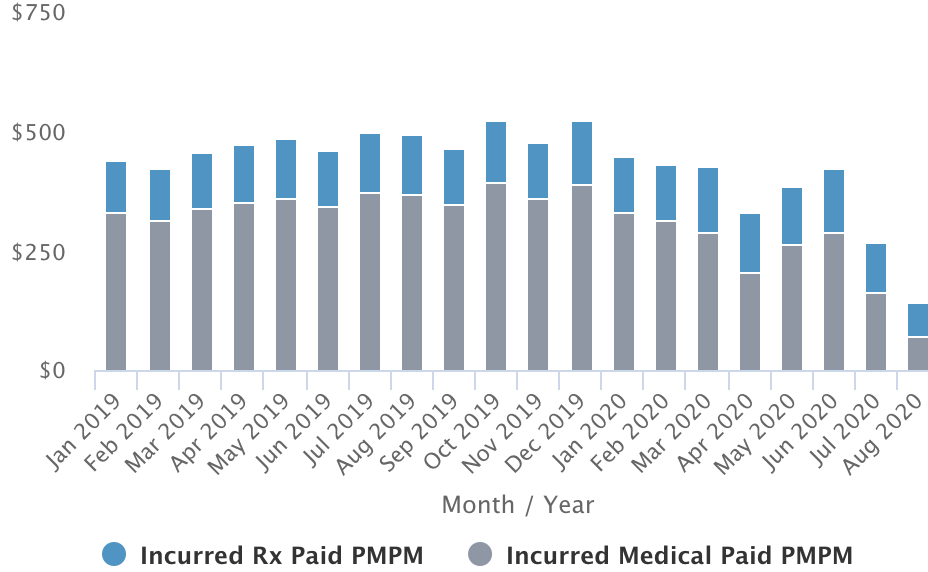 $750
$500
$250
$0
Jan 2019
Feb 2019
Mar 2019
Apr 2019
May 2019
Jun 2019
Jul 2019
Aug 2019
Sep 2019
Oct 2019
Nov 2019
Dec 2019
Jan 2020
Feb 2020
Mar 2020
Apr 2020
May 2020
Jun 2020
Jul 2020
Aug 2020
Month / Year
Incurred Rx Paid PMPM
Incurred Medical Paid PMPM